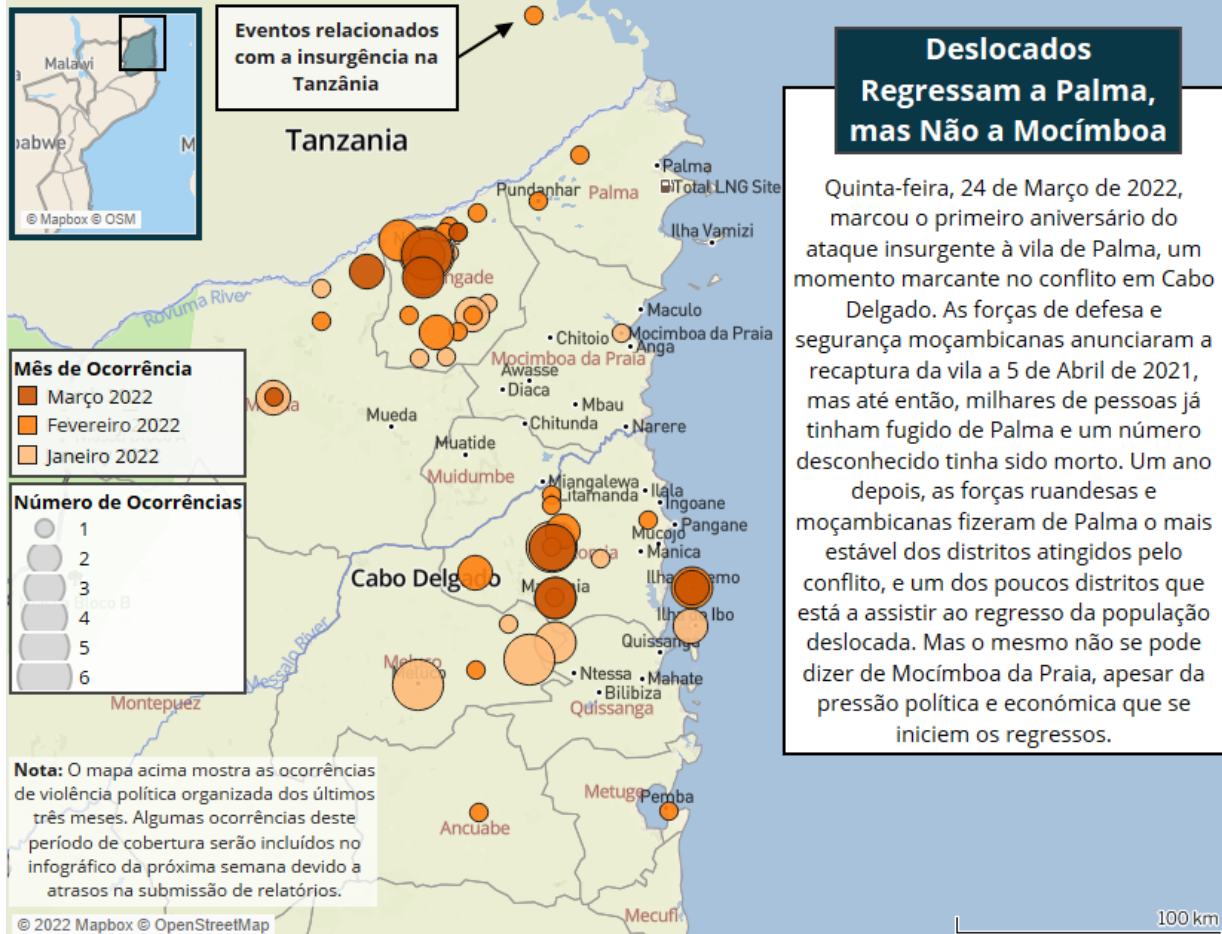 Malawi
© Mapbox © OSM
Eventos relacionados
com a insurgência na
Tanzânia
Tanzania
Deslocados
Regressam a Palma,
mas Não a Mocímboa
Quinta-feira, 24 de Março de 2022,
marcou o primeiro aniversário do
ataque insurgente à vila de Palma, um
momento marcante no conflito em Cabo
Delgado. As forças de defesa e
segurança moçambicanas anunciaram a
recaptura da vila a 5 de Abril de 2021,
mas até então, milhares de pessoas já
tinham fugido de Palma e um número
desconhecido tinha sido morto. Um ano
depois, as forças ruandesas e
moçambicanas fizeram de Palma o mais
estável dos distritos atingidos pelo
conflito, e um dos poucos distritos que
está a assistir ao regresso da população
deslocada. Mas o mesmo não se pode
dizer de Mocímboa da Praia, apesar da
pressão política e económica que se
iniciem os regressos.
Palma
Total LNG Site
Pundanhar
Palma
Ilha Vamizi
Rovuma River
Maculo
Mocimboa da Praia
Chitoio
Anga
Mocimboa da Praia
Awasse
Diaca
Mbau
Mueda
Chitunda
Narere
Muatide
Muidumbe
Miangalewa
Litamanda
Ilala
Ingoane
Pangane
Mucojo
Manica
Cabo Delgado
Quissanga
Messalo River
Meluco
Ntessa
Mahate
Bilibiza
Quissanga
Montepuez
Metuge
Pemba
Ancuabe
Mecufi
Mês de Ocorrência
Março 2022
Fevereiro 2022
Janeiro 2022
Número de Ocorrências
1
2
3
4
5
6
Nota: O mapa acima mostra as ocorrências
de violência política organizada dos últimos
três meses. Algumas ocorrências deste
período de cobertura serão incluídos no
infográfico da próxima semana devido a
atrasos na submissão de relatórios.
© 2022 Mapbox © OpenStreetMap
100 km